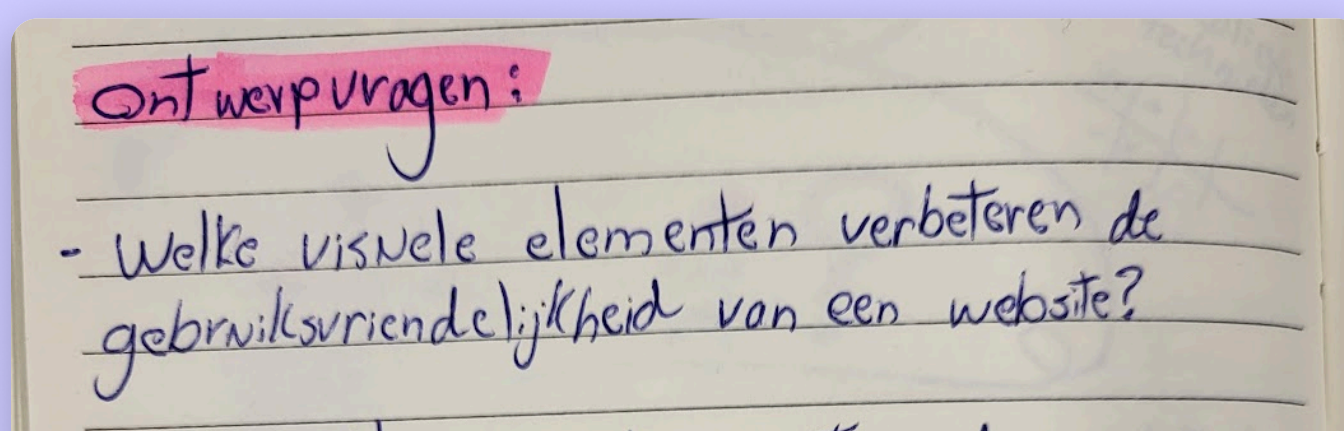 Ontwerpvragen:
- Welke visuele elementen verbeteren de
gebruiksvriendelijkheid van een website?